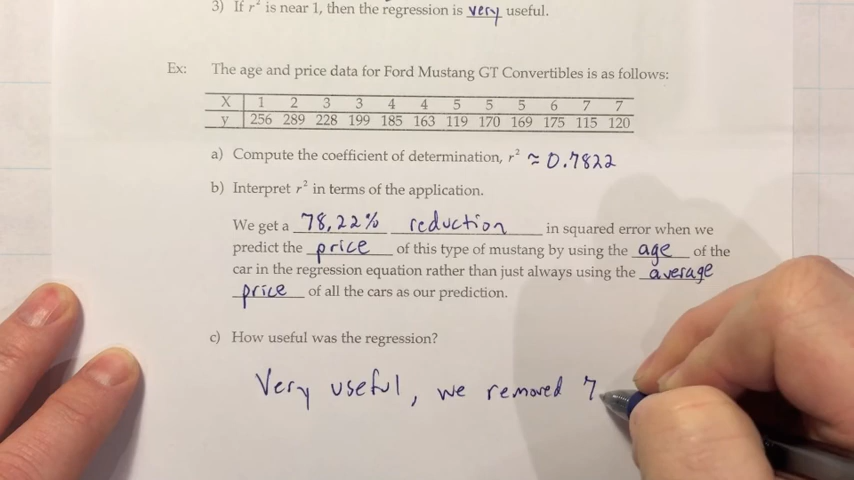 3) If r² is near 1, then the regression is very useful.
Ex: The age and price data for Ford Mustang GT Convertibles is as follows:
X 1 2 3 3 4 4 5 5 5 6 7 7
y 256 289 228 199 185 163 119 170 169 175 115 120
a) Compute the coefficient of determination, r² ≈ 0.7822
b) Interpret r² in terms of the application.
We get a 78.22% reduction in squared error when we
predict the price of this type of mustang by using the age of the
car in the regression equation rather than just always using the average
price of all the cars as our prediction.
c) How useful was the regression?
Very useful, we removed 7